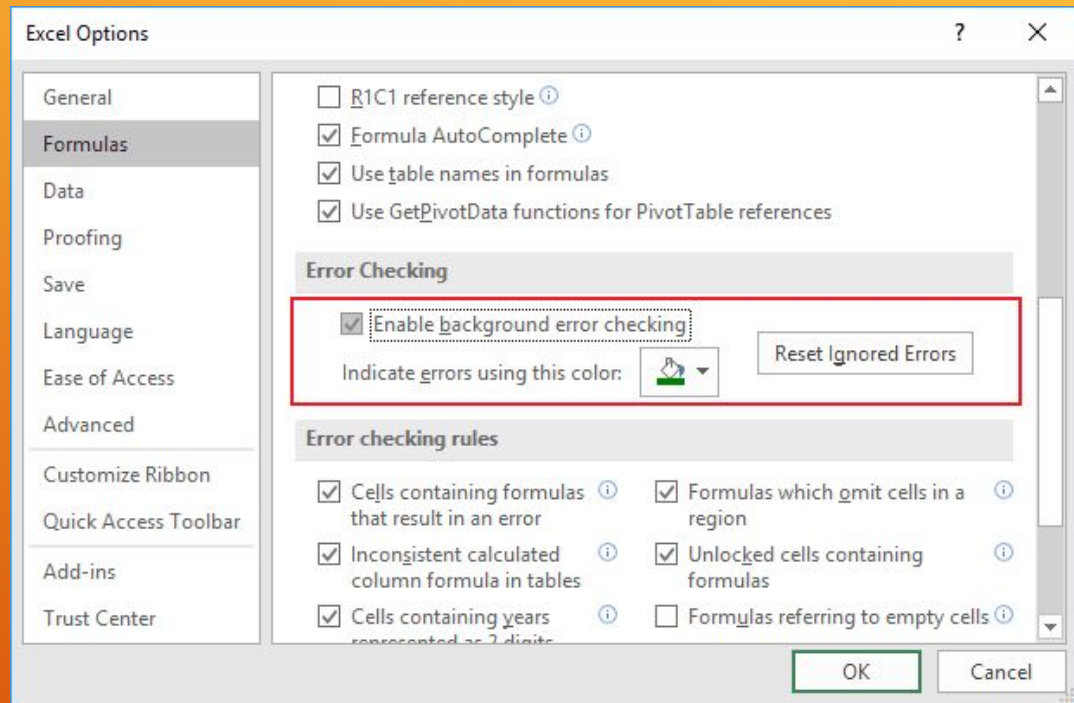 Excel Options
?
General
Formulas
Data
Proofing
Save
Language
Ease of Access
Advanced
Customize Ribbon
Quick Access Toolbar
Add-ins
Trust Center
R1C1 reference style
Formula AutoComplete
Use table names in formulas
Use GetPivotData functions for PivotTable references
Error Checking
Enable background error checking
Indicate errors using this color:
Reset Ignored Errors
Error checking rules
Cells containing formulas
that result in an error
Inconsistent calculated
column formula in tables
Cells containing years
represented as 2 digits
Formulas which omit cells in a
region
Unlocked cells containing
formulas
Formulas referring to empty cells
OK
Cancel